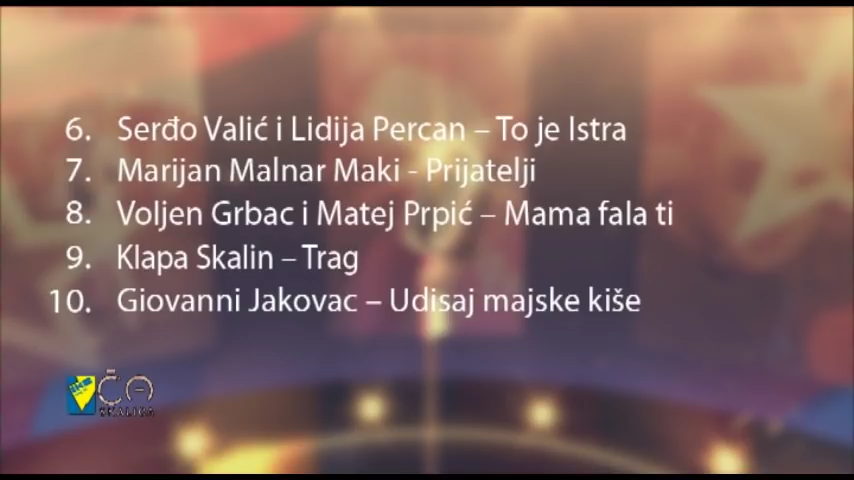 6. Serđo Valić i Lidija Percan – To je Istra
7. Marijan Malnar Maki - Prijatelji
8. Voljen Grbac i Matej Prpić – Mama fala ti
9. Klapa Skalin – Trag
10. Giovanni Jakovac – Udisaj majske kiše
ČA
SKALICA